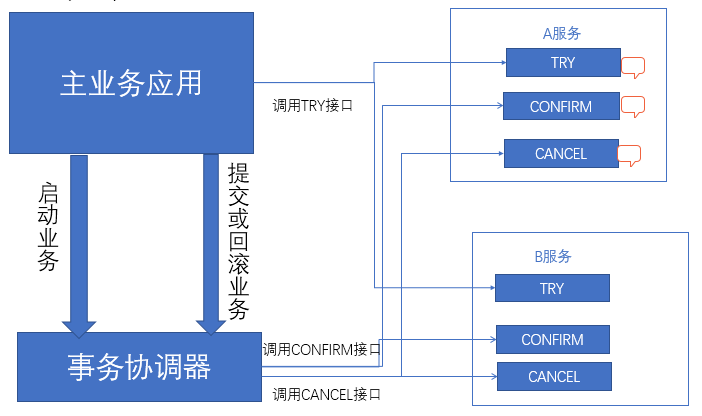 主业务应用
启动业务
提交或回滚业务
事务协调器
调用TRY接口
调用CONFIRM接口
调用CANCEL接口
A服务
TRY
CONFIRM
CANCEL
B服务
TRY
CONFIRM
CANCEL